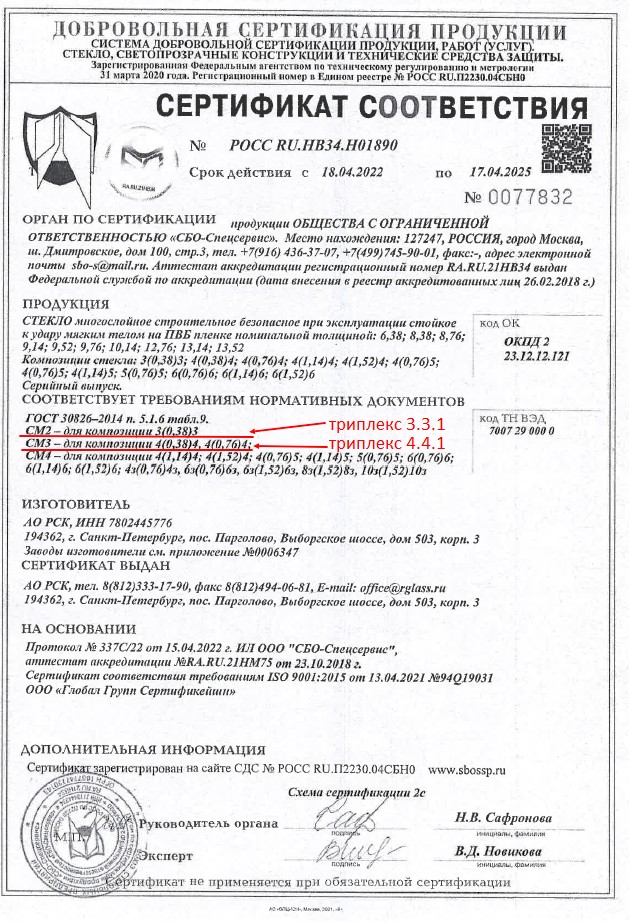 ДОБРОВОЛЬНАЯ СЕРТИФИКАЦИЯ ПРОДУКЦИИ
СИСТЕМА ДОБРОВОЛЬНОЙ СЕРТИФИКАЦИИ ПРОДУКЦИИ, РАБОТ (УСЛУГ).
СТЕКЛО, СВЕТОПРОЗРАЧНЫЕ КОНСТРУКЦИИ И ТЕХНИЧЕСКИЕ СРЕДСТВА ЗАЩИТЫ.
Зарегистрированная Федеральным агентством по техническому регулированию и метрологии
31 марта 2020 года. Регистрационный номер в Едином реестре № РОСС RU.П2230.04СБН0
СЕРТИФИКАТ СООТВЕТСТВИЯ
№ РОСС RU.НВ34.Н01890
RA.RU.21НВ34
Срок действия с 18.04.2022 по 17.04.2025
№ 0077832
ОРГАН ПО СЕРТИФИКАЦИИ продукции ОБЩЕСТВА С ОГРАНИЧЕННОЙ
ОТВЕТСТВЕННОСТЬЮ «СБО-Спецсервис». Место нахождения: 127247, РОССИЯ, город Москва,
ш. Дмитровское, дом 100, стр.3, тел. +7(916) 436-37-07, +7(499)745-90-01, факс:-, адрес электронной
почты sbo-s@mail.ru. Аттестат аккредитации регистрационный номер RA.RU.21НВ34 выдан
Федеральной службой по аккредитации (дата внесения в реестр аккредитованных лиц 26.02.2018 г.)
ПРОДУКЦИЯ
СТЕКЛО многослойное строительное безопасное при эксплуатации стойкое
к удару мягким телом на ПВБ пленке номинальной толщиной: 6,38; 8,38; 8,76;
9,14; 9,52; 9,76; 10,14; 12,76; 13,14; 13,52
Композиции стекла: 3(0,38)3; 4(0,38)4; 4(0,76)4; 4(1,14)4; 4(1,52)4; 4(0,76)5;
4(0,76)5; 4(1,14)5; 5(0,76)5; 6(0,76)6; 6(1,14)6; 6(1,52)6
Серийный выпуск.
код ОК
ОКПД 2
23.12.12.121
СООТВЕТСТВУЕТ ТРЕБОВАНИЯМ НОРМАТИВНЫХ ДОКУМЕНТОВ
ГОСТ 30826–2014 п. 5.1.6 табл.9.
СМ2 – для композиции 3(0,38)3
триплекс 3.3.1
СМ3 – для композиции 4(0,38)4, 4(0,76)4;
триплекс 4.4.1
СМ4 – для композиции 4(1,14)4; 4(1,52)4; 4(0,76)5; 4(1,14)5; 5(0,76)5; 6(0,76)6;
6(1,14)6; 6(1,52)6; 4з(0,76)4з, 6з(0,76)6з, 6з(1,52)6з, 8з(1,52)8з, 10з(1,52)10з
код ТН ВЭД
7007 29 000 0
ИЗГОТОВИТЕЛЬ
АО РСК, ИНН 7802445776
194362, г. Санкт-Петербург, пос. Парголово, Выборгское шоссе, дом 503, корп. 3
Заводы изготовители см. приложение №0006347
СЕРТИФИКАТ ВЫДАН
АО РСК, тел. 8(812)333-17-90, факс 8(812)494-06-81, E-mail: office@rglass.ru
194362, г. Санкт-Петербург, пос. Парголово, Выборгское шоссе, дом 503, корп. 3
НА ОСНОВАНИИ
Протокол № 337С/22 от 15.04.2022 г. ИЛ ООО "СБО-Спецсервис",
аттестат аккредитации №RA.RU.21НМ75 от 23.10.2018 г.
Сертификат соответствия требованиям ISO 9001:2015 от 13.04.2021 №94Q19031
ООО «Глобал Групп Сертификейшн»
ДОПОЛНИТЕЛЬНАЯ ИНФОРМАЦИЯ
Сертификат зарегистрирован на сайте СДС № РОСС RU.П2230.04СБН0 www.sbossp.ru
Схема сертификации 2с
М.П.
Руководитель органа
подпись
Н.В. Сафронова
инициалы, фамилия
Эксперт
подпись
В.Д. Новикова
инициалы, фамилия
Сертификат не применяется при обязательной сертификации